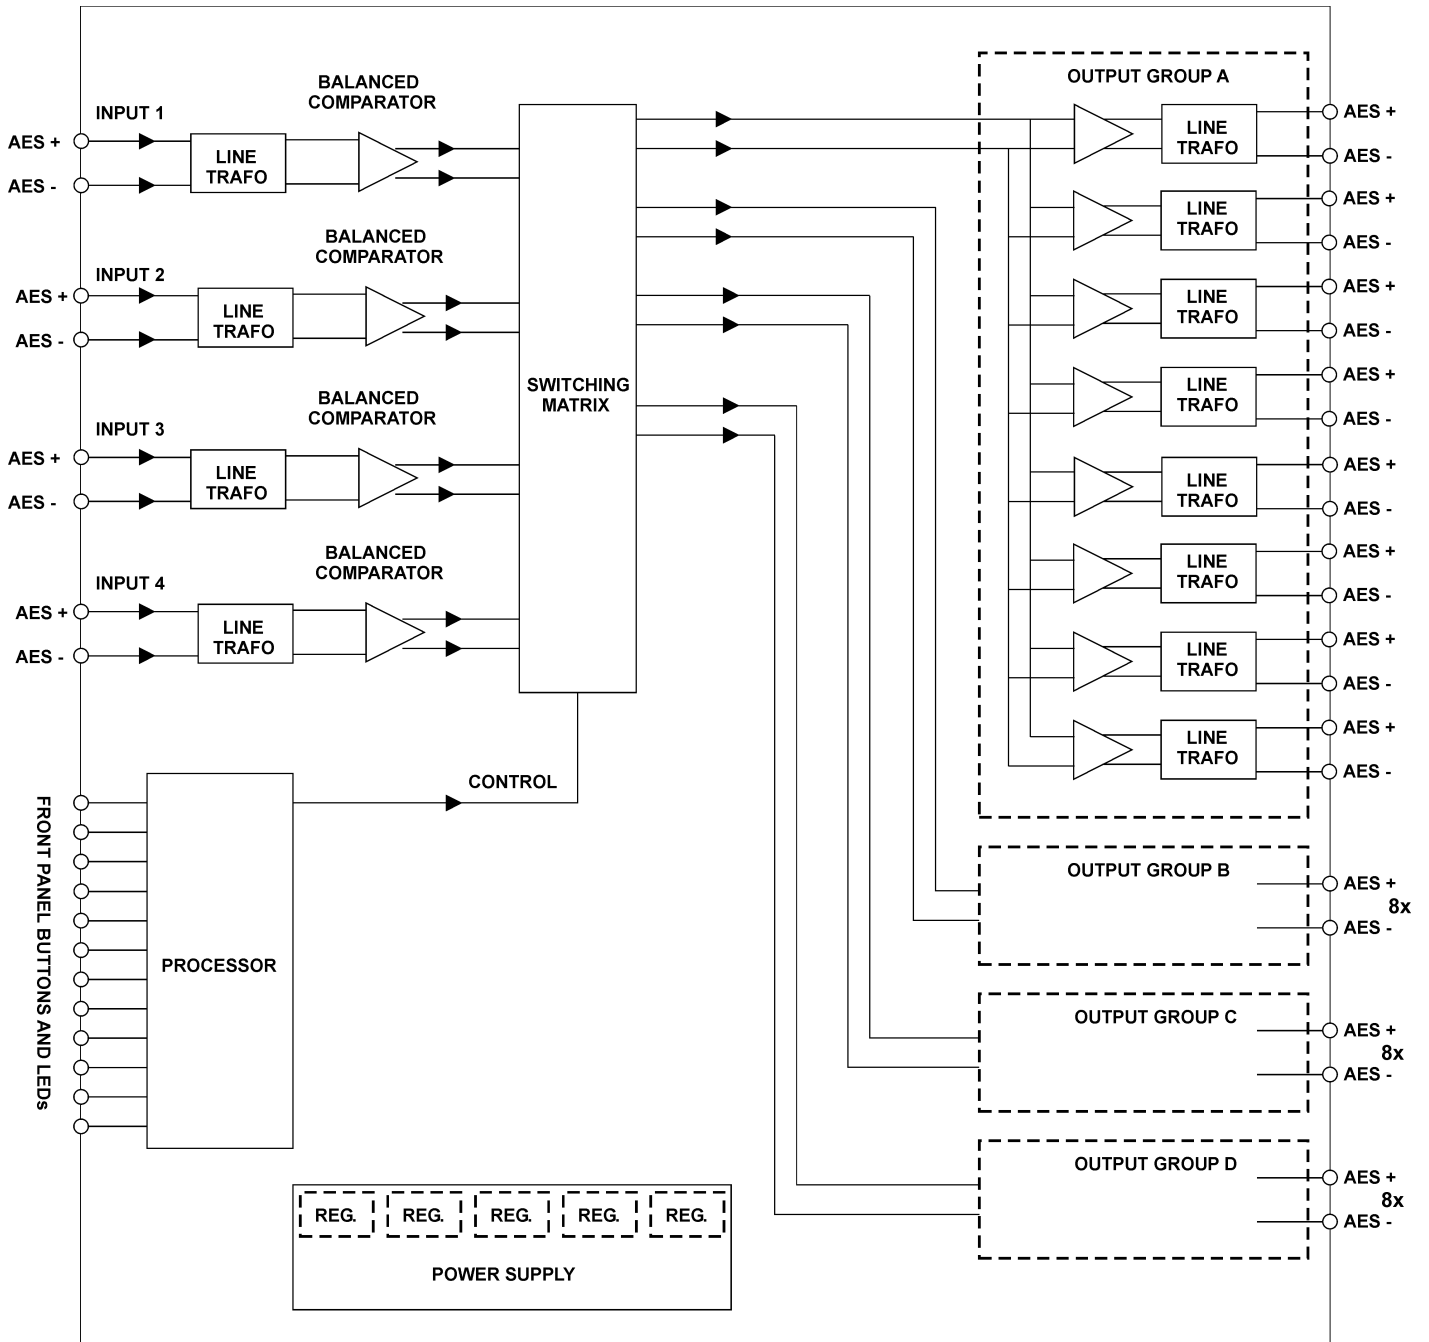 OUTPUT GROUP A
BALANCED
COMPARATOR
INPUT 1
AES +
AES -
LINE
TRAFO
BALANCED
COMPARATOR
INPUT 2
AES +
AES -
LINE
TRAFO
BALANCED
COMPARATOR
INPUT 3
AES +
AES -
LINE
TRAFO
BALANCED
COMPARATOR
INPUT 4
AES +
AES -
LINE
TRAFO
SWITCHING
MATRIX
LINE
TRAFO
AES +
AES -
LINE
TRAFO
AES +
AES -
LINE
TRAFO
AES +
AES -
LINE
TRAFO
AES +
AES -
LINE
TRAFO
AES +
AES -
LINE
TRAFO
AES +
AES -
LINE
TRAFO
AES +
AES -
LINE
TRAFO
AES +
AES -
CONTROL
FRONT PANEL BUTTONS AND LEDs
PROCESSOR
OUTPUT GROUP B
AES +
8x
AES -
OUTPUT GROUP C
AES +
8x
AES -
OUTPUT GROUP D
AES +
8x
AES -
REG. REG. REG. REG. REG.
POWER SUPPLY